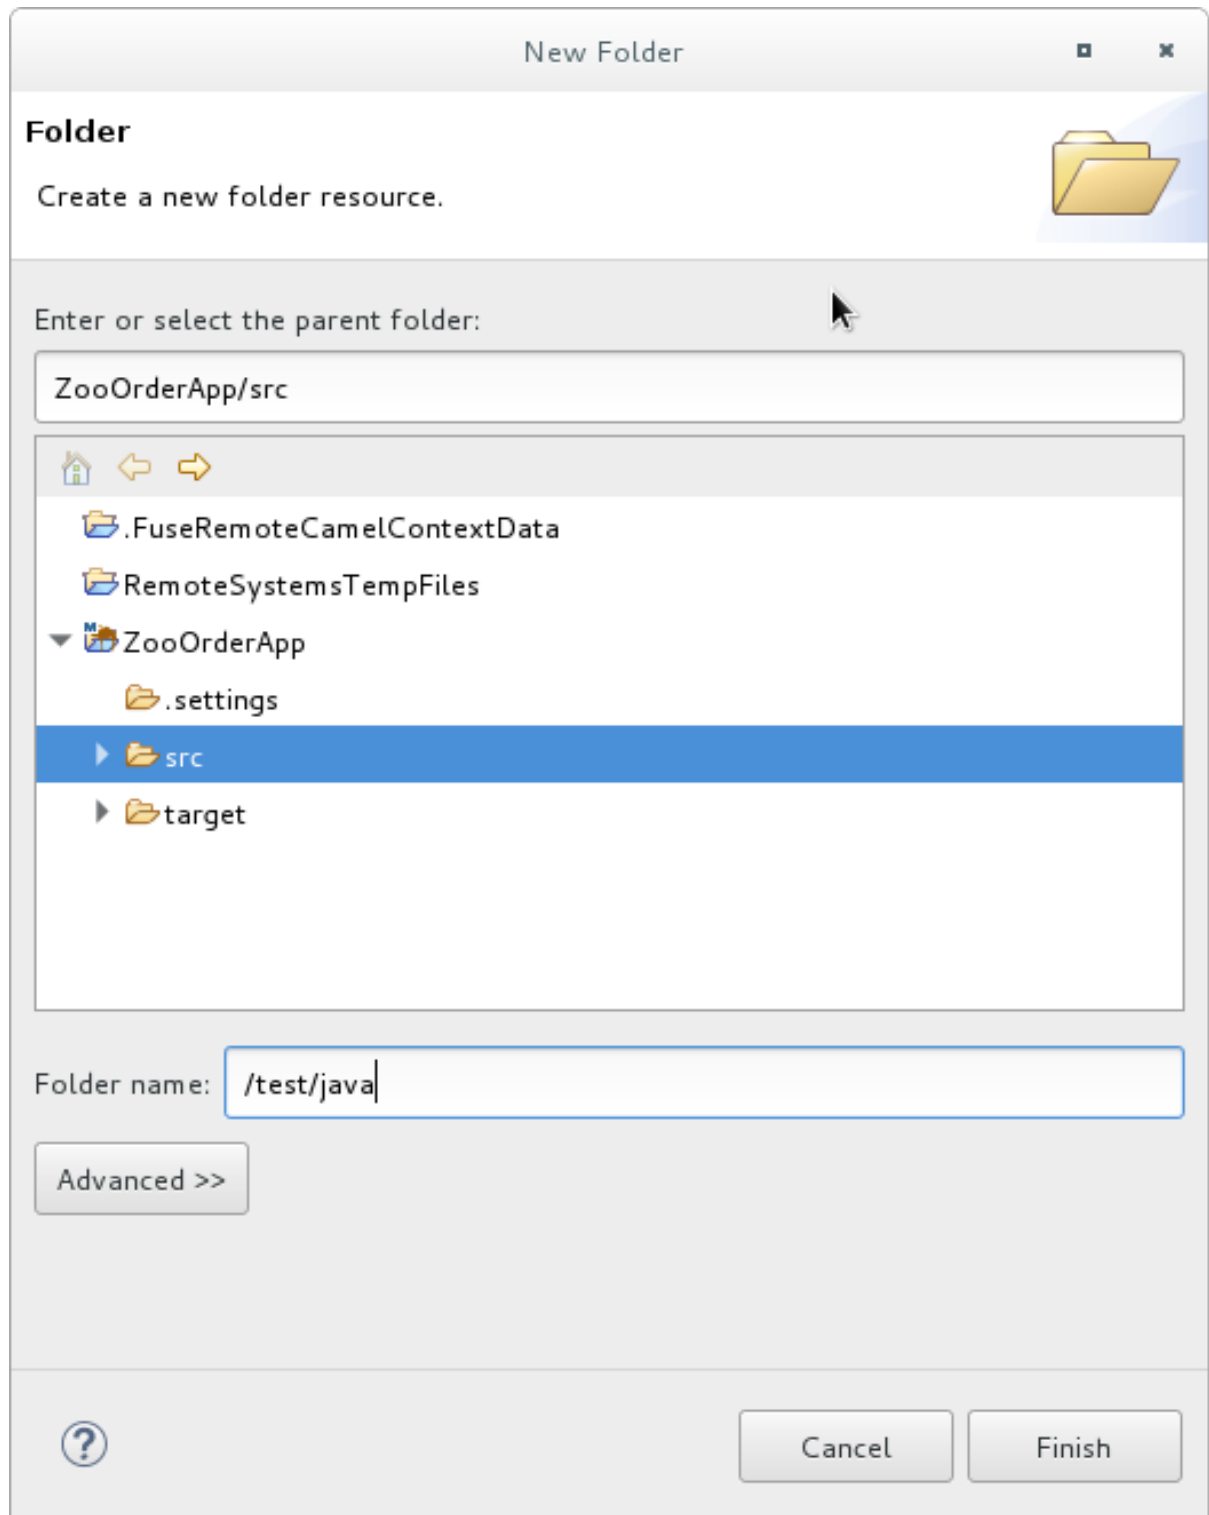 New Folder
Folder
Create a new folder resource.
Enter or select the parent folder:
ZooOrderApp/src
.FuseRemoteCamelContextData
RemoteSystemsTempFiles
ZooOrderApp
.settings
src
target
Folder name: /test/java
Advanced >>
Cancel Finish